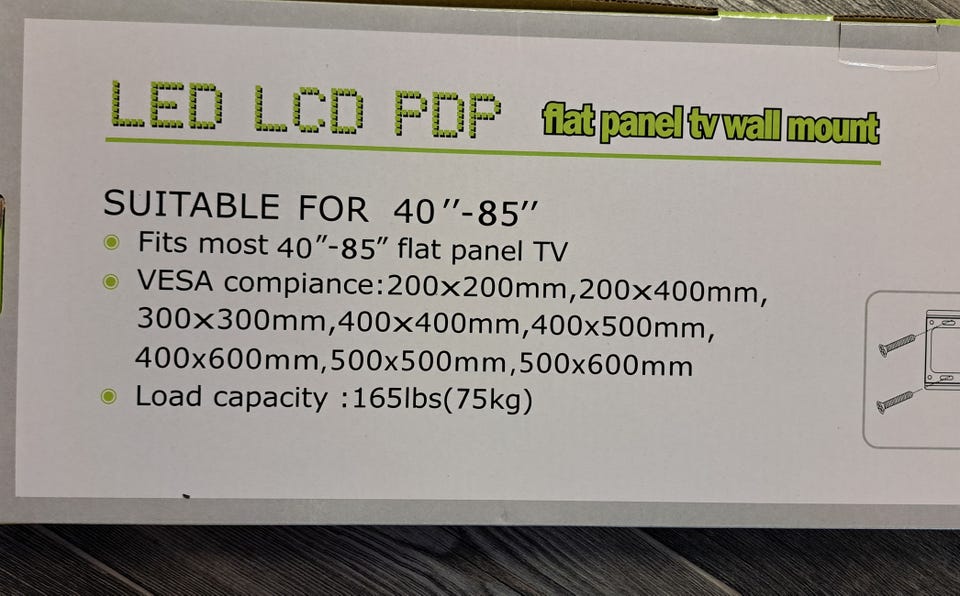 LED LCD PDP flat panel tv wall mount
SUITABLE FOR 40"-85"
Fits most 40"-85" flat panel TV
VESA compiance:200x200mm,200x400mm,
300x300mm,400x400mm,400x500mm,
400x600mm,500x500mm,500x600mm
Load capacity :165lbs(75kg)